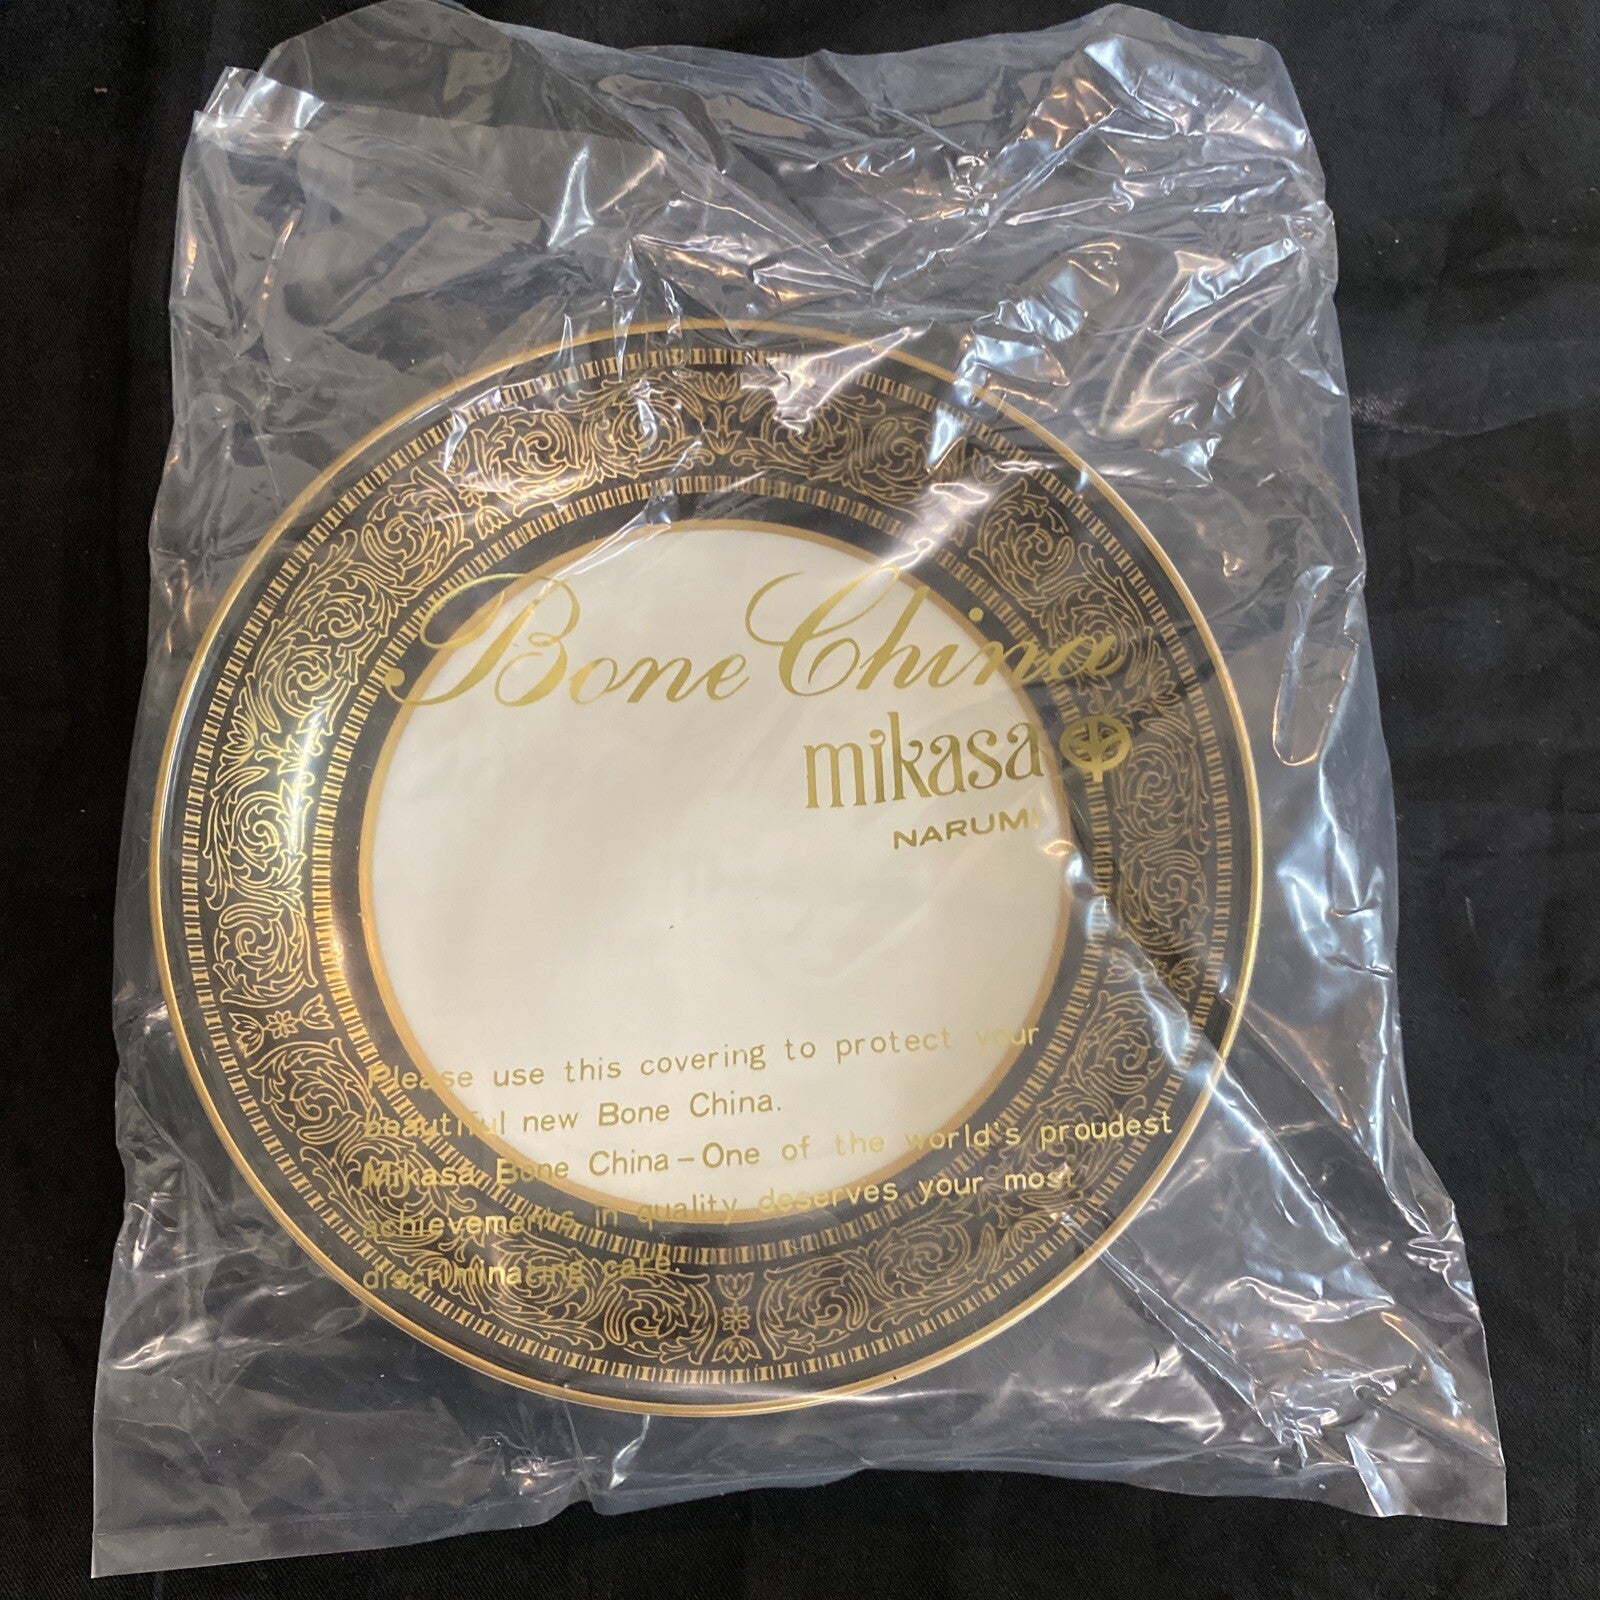 Bone China
mikasa
NARUMI
Please use this covering to protect your
beautiful new Bone China.
Mikasa Bone China – One of the world's proudest
achievements in quality deserves your most
discriminating care.